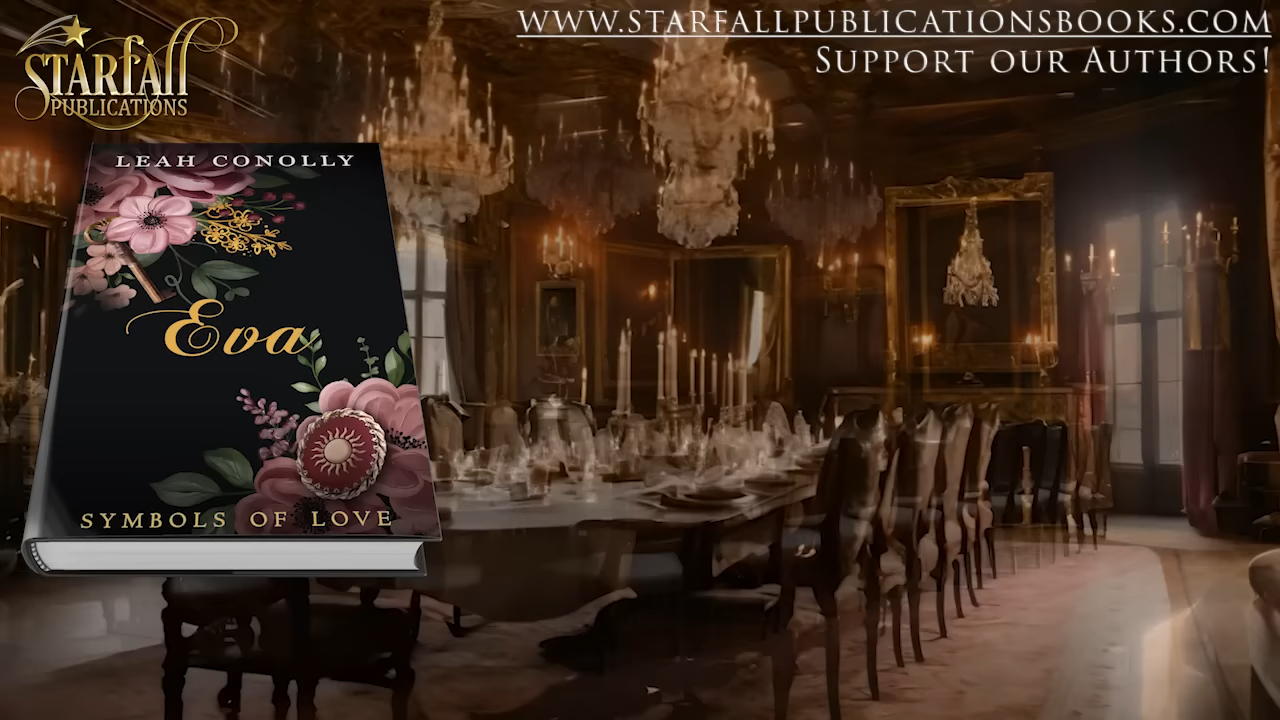 STARfall
PUBLICATIONS
WWW.STARFALLPUBLICATIONSBOOKS.COM
SUPPORT OUR AUTHORS!
LEAH CONOLLY
Eva
SYMBOLS OF LOVE